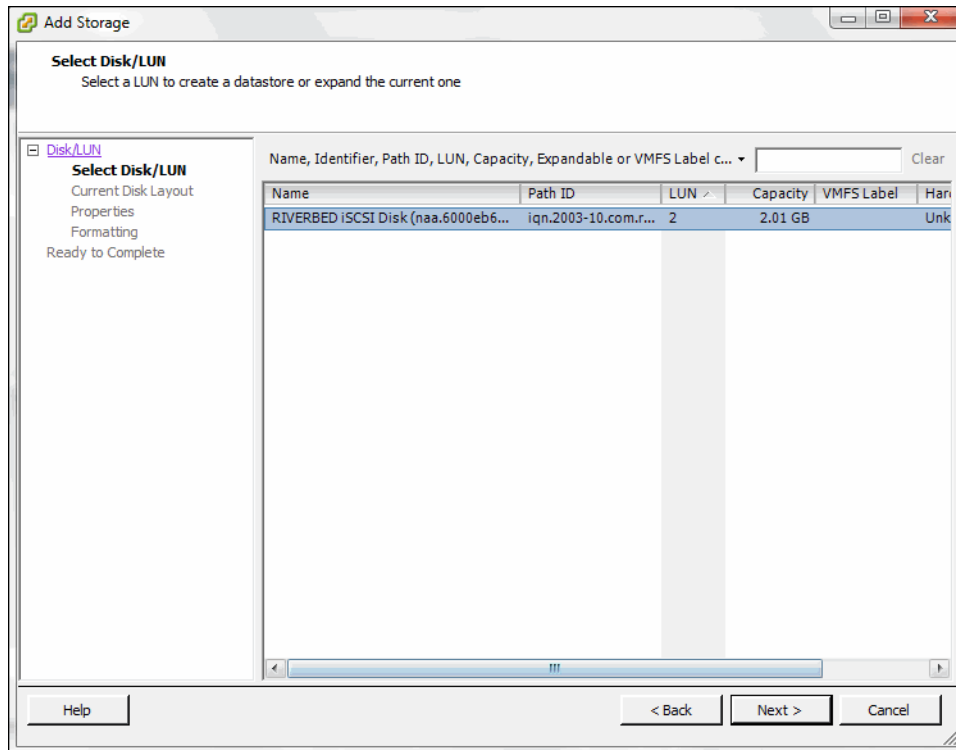 Add Storage
Select Disk/LUN
Select a LUN to create a datastore or expand the current one
Disk/LUN
Select Disk/LUN
Current Disk Layout
Properties
Formatting
Ready to Complete
Name, Identifier, Path ID, LUN, Capacity, Expandable or VMFS Label c... Clear
Name Path ID LUN Capacity VMFS Label Har
RIVERBED iSCSI Disk (naa.6000eb6... iqn.2003-10.com.r... 2 2.01 GB Unk
Help < Back Next > Cancel